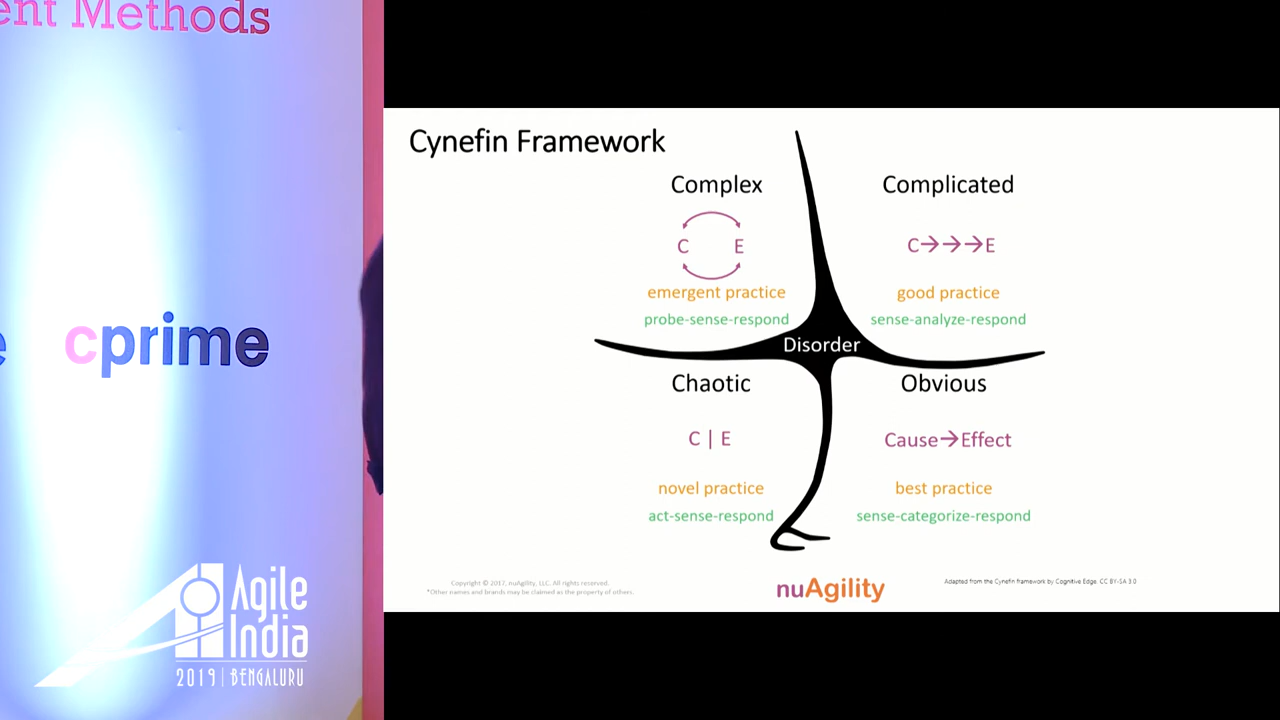 ent Methods
e cprime
Agile
India
2019 | BENGALURU
Cynefin Framework
Complex
C E
emergent practice
probe-sense-respond
Complicated
C→→→E
good practice
sense-analyze-respond
Disorder
Chaotic
C | E
novel practice
act-sense-respond
Obvious
Cause→Effect
best practice
sense-categorize-respond
Copyright © 2017, nuAgility, LLC. All rights reserved.
*Other names and brands may be claimed as the property of others.
nuAgility
Adapted from the Cynefin framework by Cognitive Edge. CC BY-SA 3.0